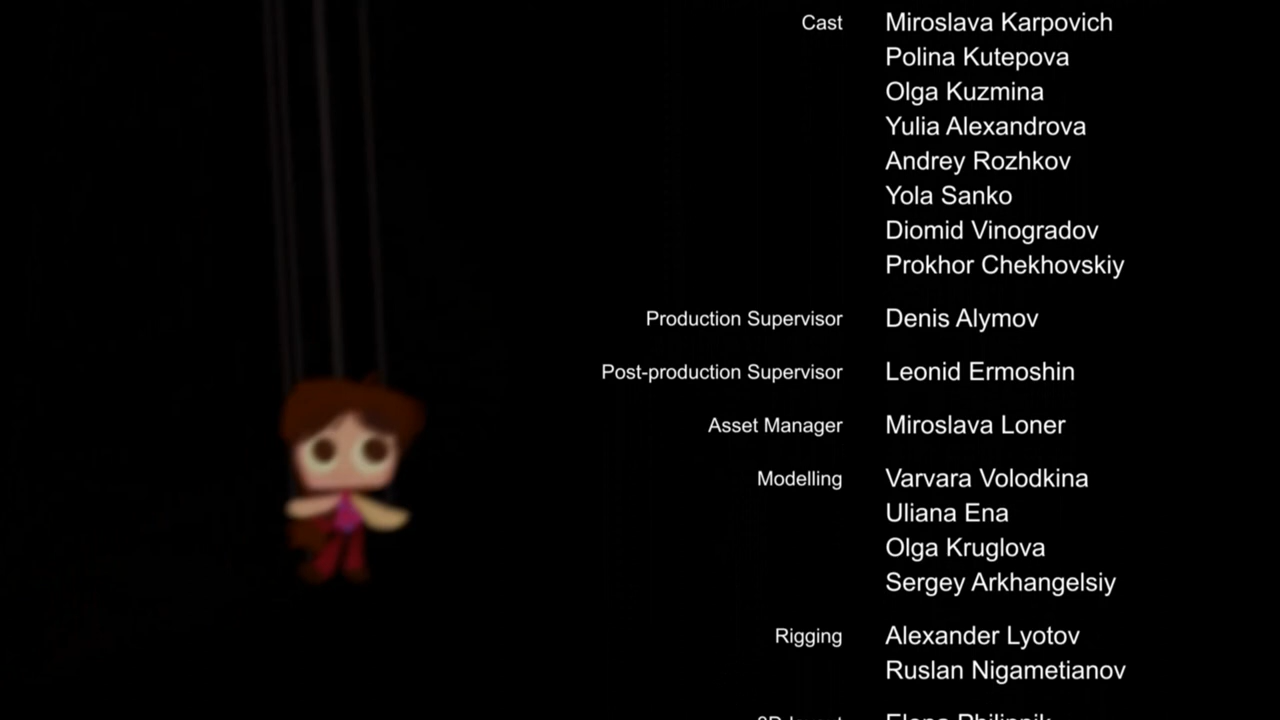 Cast Miroslava Karpovich
Polina Kutepova
Olga Kuzmina
Yulia Alexandrova
Andrey Rozhkov
Yola Sanko
Diomid Vinogradov
Prokhor Chekhovskiy
Production Supervisor Denis Alymov
Post-production Supervisor Leonid Ermoshin
Asset Manager Miroslava Loner
Modelling Varvara Volodkina
Uliana Ena
Olga Kruglova
Sergey Arkhangelsiy
Rigging Alexander Lyotov
Ruslan Nigametianov